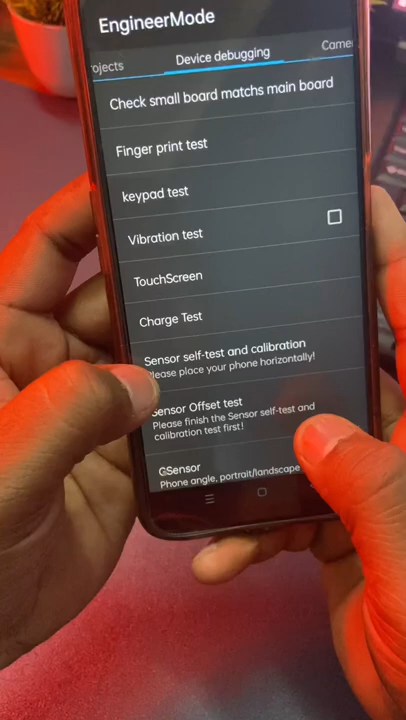 EngineerMode
ojects
Device debugging
Came
Check small board matchs main board
Finger print test
keypad test
Vibration test
TouchScreen
Charge Test
Sensor self-test and calibration
Please place your phone horizontally!
Sensor Offset test
Please finish the Sensor self-test and
calibration test first!
GSensor
Phone angle, portrait/landscape